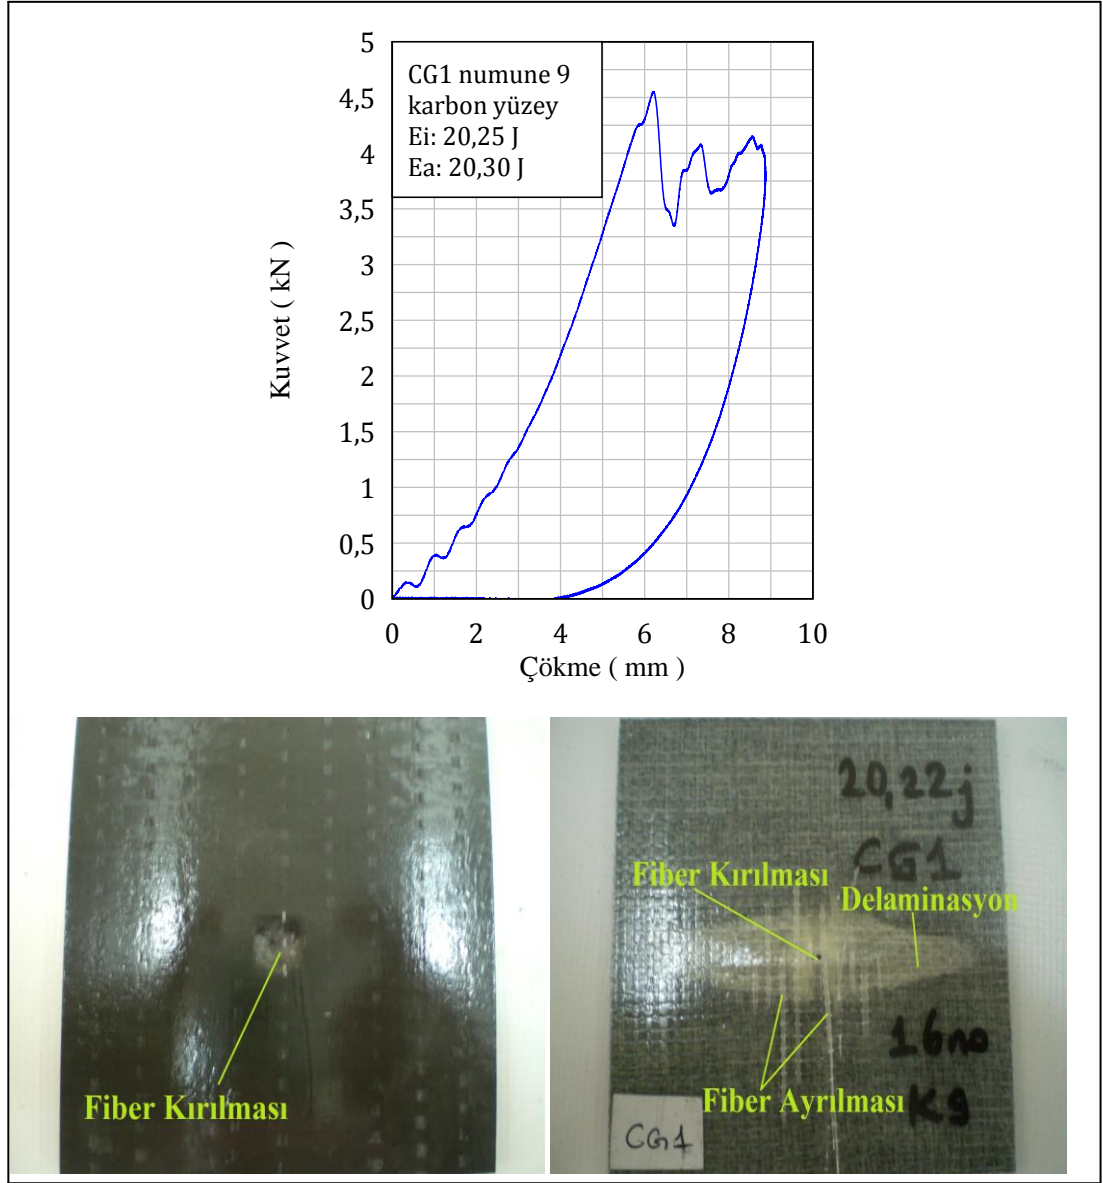 5
4,5
4
3,5
3
2,5
2
1,5
1
0,5
0
CG1 numune 9
karbon yüzey
Ei: 20,25 J
Ea: 20,30 J
Kuvvet ( kN )
0 2 4 6 8 10
Çökme ( mm )
Fiber Kırılması
20,22j
CG1
Fiber Kırılması
Delaminasyon
16no
Fiber Ayrılması
K9
CG1